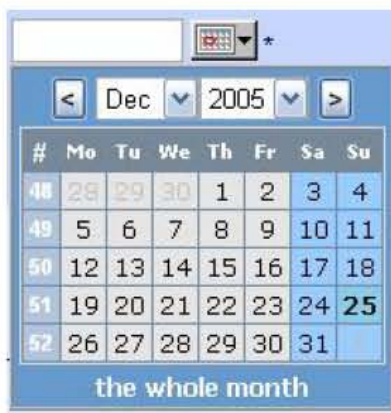 *
< Dec 2005 >
# Mo Tu We Th Fr Sa Su
48 28 29 30 1 2 3 4
49 5 6 7 8 9 10 11
50 12 13 14 15 16 17 18
51 19 20 21 22 23 24 25
52 26 27 28 29 30 31
the whole month